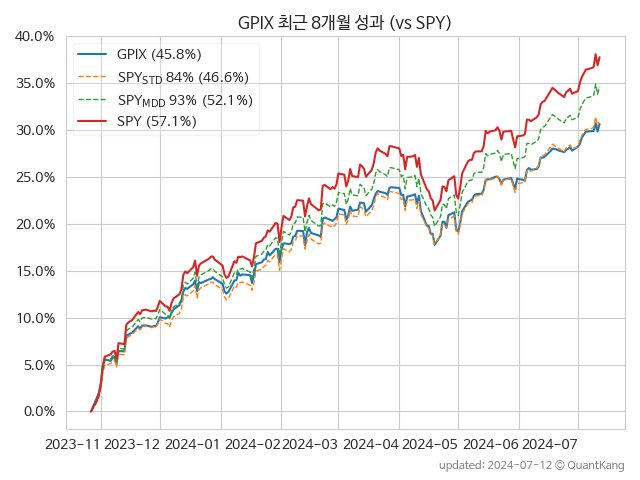 GPIX 최근 8개월 성과 (vs SPY)
40.0%
35.0%
30.0%
25.0%
20.0%
15.0%
10.0%
5.0%
0.0%
GPIX (45.8%)
SPY_STD 84% (46.6%)
SPY_MDD 93% (52.1%)
SPY (57.1%)
2023-11 2023-12 2024-01 2024-02 2024-03 2024-04 2024-05 2024-06 2024-07
updated: 2024-07-12 © QuantKang